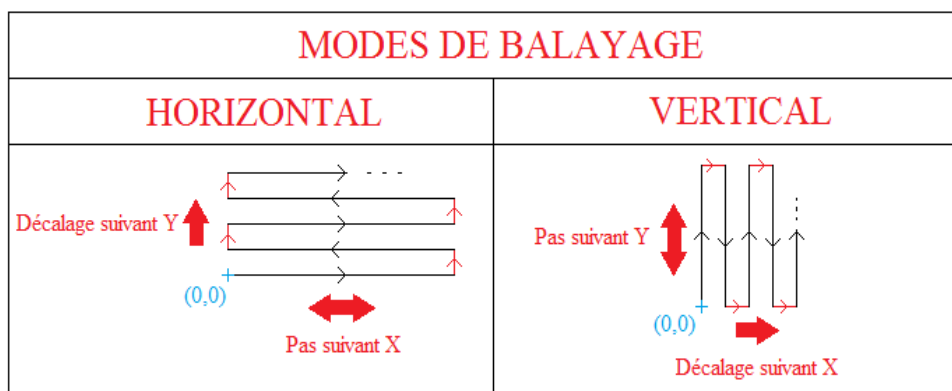 MODES DE BALAYAGE
HORIZONTAL
VERTICAL
Décalage suivant Y
(0,0)
Pas suivant X
Pas suivant Y
(0,0)
Décalage suivant X